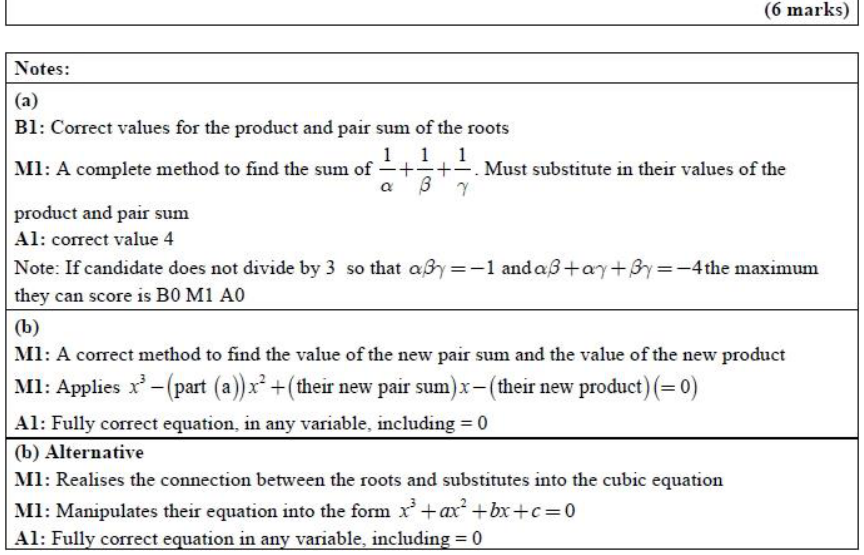 (6 marks)
Notes:
(a)
B1: Correct values for the product and pair sum of the roots
M1: A complete method to find the sum of 1/α + 1/β + 1/γ. Must substitute in their values of the
product and pair sum
A1: correct value 4
Note: If candidate does not divide by 3 so that αβγ = −1 and αβ + αγ + βγ = −4 the maximum
they can score is B0 M1 A0
(b)
M1: A correct method to find the value of the new pair sum and the value of the new product
M1: Applies x³ − (part (a))x² + (their new pair sum)x − (their new product)(= 0)
A1: Fully correct equation, in any variable, including = 0
(b) Alternative
M1: Realises the connection between the roots and substitutes into the cubic equation
M1: Manipulates their equation into the form x³ + ax² + bx + c = 0
A1: Fully correct equation in any variable, including = 0